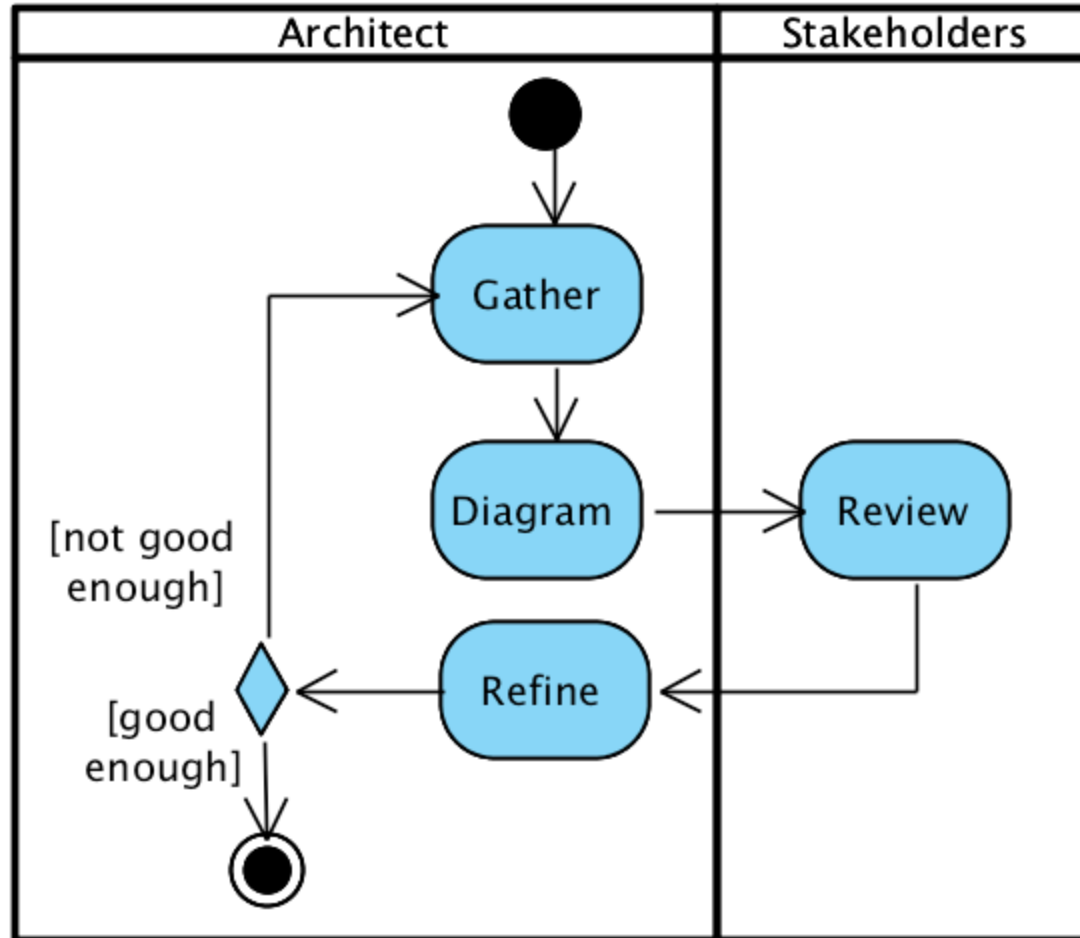 Architect
Stakeholders
Gather
Diagram
Review
[not good
enough]
Refine
[good
enough]